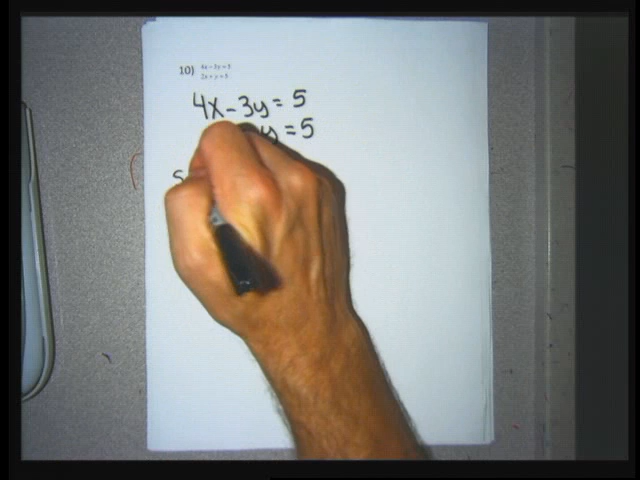 10) 4x – 3y = 5
2x + y = 5
4x - 3y = 5
y = 5
S